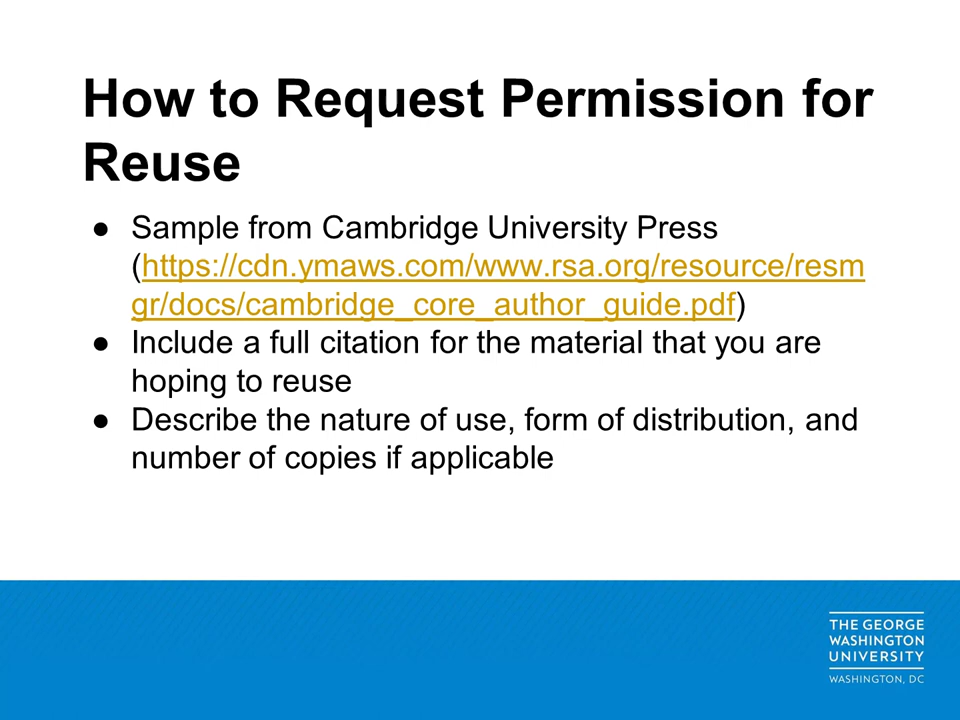 How to Request Permission for
Reuse
● Sample from Cambridge University Press
(https://cdn.ymaws.com/www.rsa.org/resource/resm
gr/docs/cambridge_core_author_guide.pdf)
● Include a full citation for the material that you are
hoping to reuse
● Describe the nature of use, form of distribution, and
number of copies if applicable
THE GEORGE
WASHINGTON
UNIVERSITY
WASHINGTON, DC